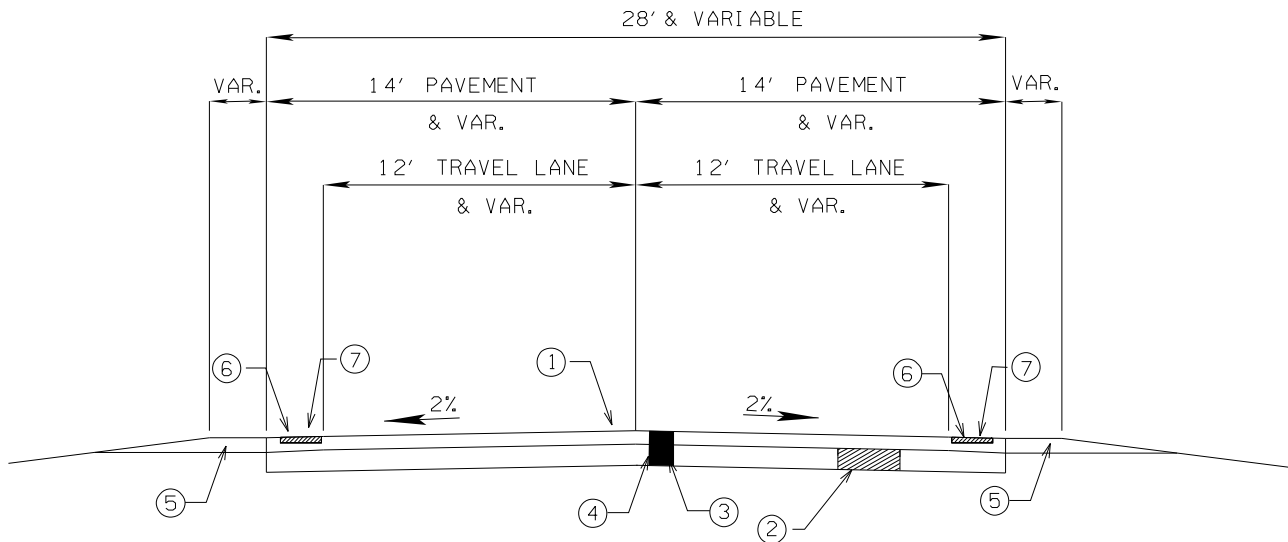 28' & VARIABLE
VAR.
14' PAVEMENT
& VAR.
14' PAVEMENT
& VAR.
VAR.
12' TRAVEL LANE
& VAR.
12' TRAVEL LANE
& VAR.
6
7
1
6
7
2%
2%
5
4
3
2
5